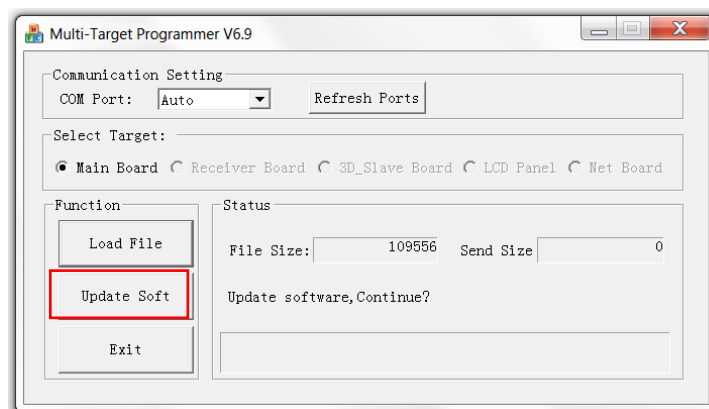 Multi-Target Programmer V6.9
Communication Setting
COM Port: Auto Refresh Ports
Select Target:
Main Board Receiver Board 3D_Slave Board LCD Panel Net Board
Function Status
Load File File Size: 109556 Send Size 0
Update Soft Update software,Continue?
Exit